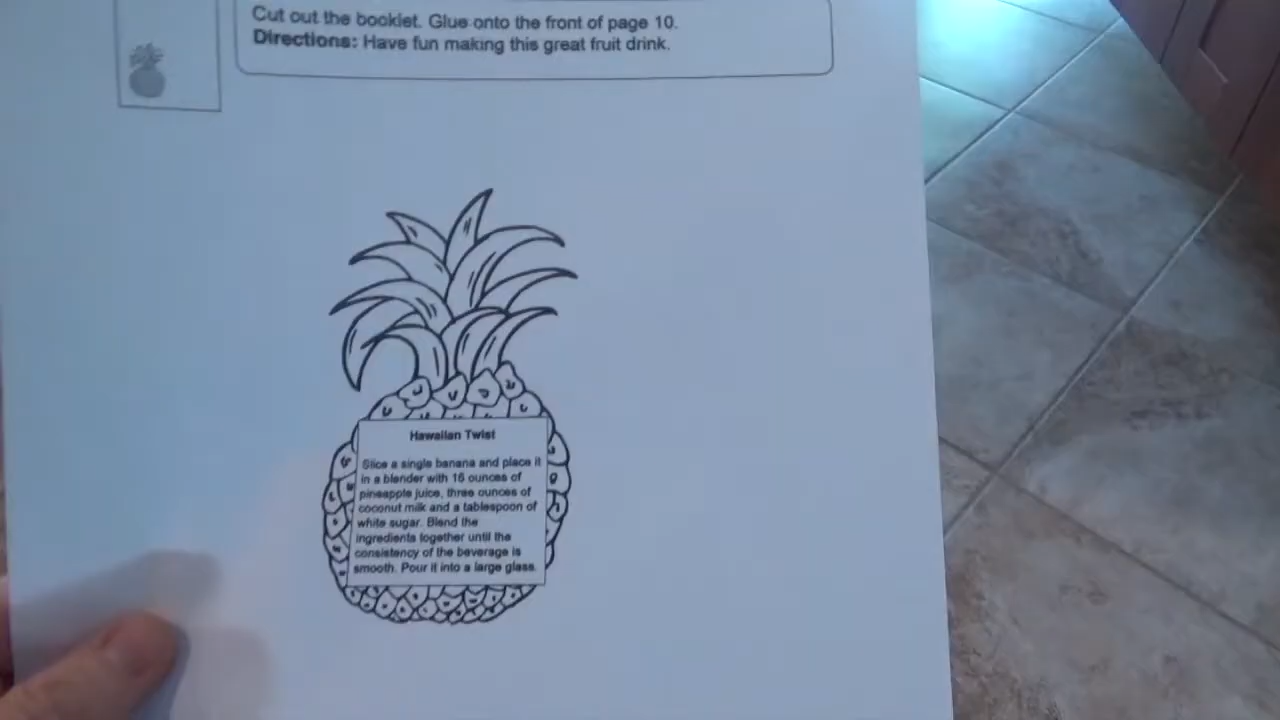 Cut out the booklet. Glue onto the front of page 10.
Directions: Have fun making this great fruit drink.
Hawaiian Twist
Slice a single banana and place it
in a blender with 16 ounces of
pineapple juice, three ounces of
coconut milk and a tablespoon of
white sugar. Blend the
ingredients together until the
consistency of the beverage is
smooth. Pour it into a large glass.